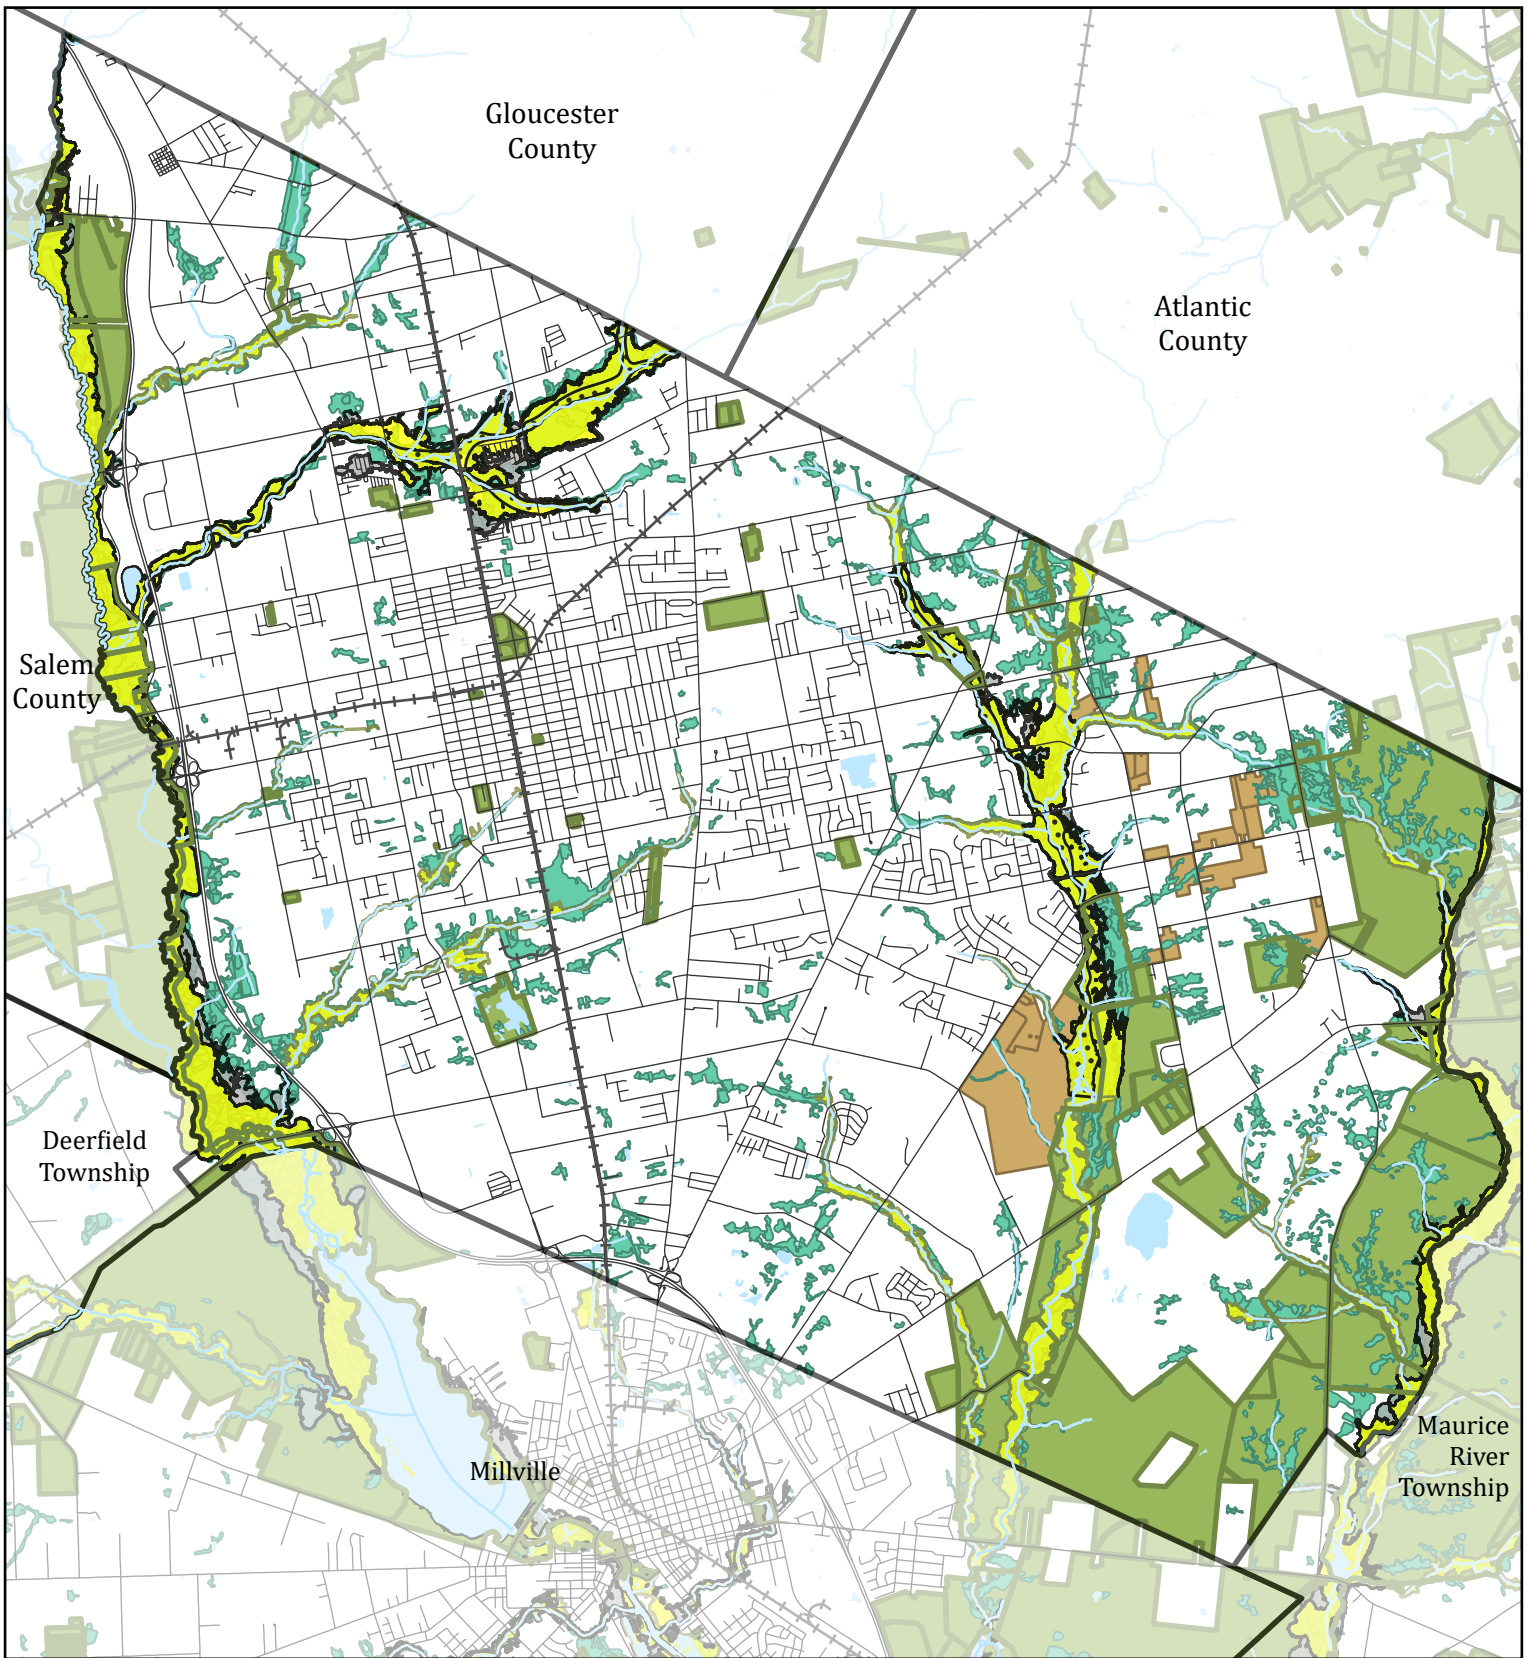 Gloucester
County
Atlantic
County
Salem
County
Deerfield
Township
Millville
Maurice
River
Township